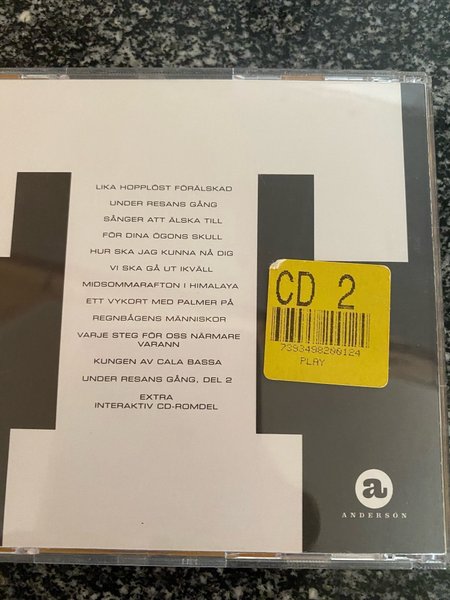 LIKA HOPPLÖST FÖRÄLSKAD
UNDER RESANS GÅNG
SÅNGER ATT ÄLSKA TILL
FÖR DINA ÖGONS SKULL
HUR SKA JAG KUNNA NÅ DIG
VI SKA GÅ UT IKVÄLL
MIDSOMMARAFTON I HIMALAYA
ETT VYKORT MED PALMER PÅ
REGNBÅGENS MÄNNISKOR
VARJE STEG FÖR OSS NÄRMARE
VARANN
KUNGEN AV CALA BASSA
UNDER RESANS GÅNG, DEL 2
EXTRA
INTERAKTIV CD-ROMDEL
CD 2
7393498200124
PLAY
a
ANDERSÖN